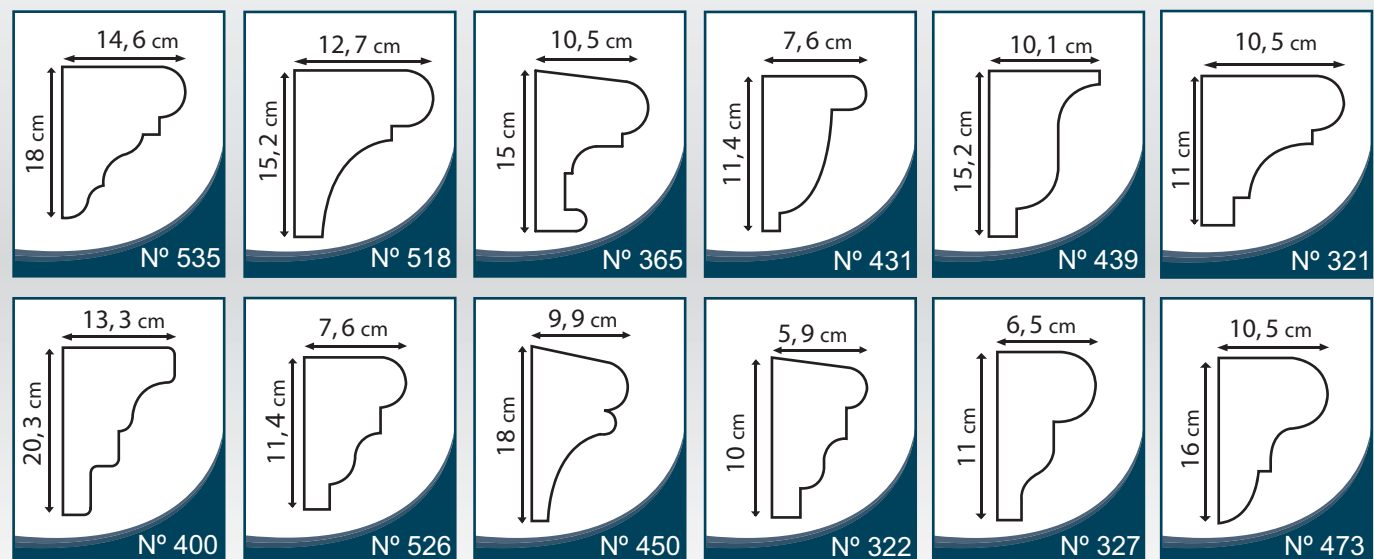 14,6 cm
18 cm
Nº 535
12,7 cm
15,2 cm
Nº 518
10,5 cm
15 cm
Nº 365
7,6 cm
11,4 cm
Nº 431
10,1 cm
15,2 cm
Nº 439
10,5 cm
11 cm
Nº 321
13,3 cm
20,3 cm
Nº 400
7,6 cm
11,4 cm
Nº 526
9,9 cm
18 cm
Nº 450
5,9 cm
10 cm
Nº 322
6,5 cm
11 cm
Nº 327
10,5 cm
16 cm
Nº 473